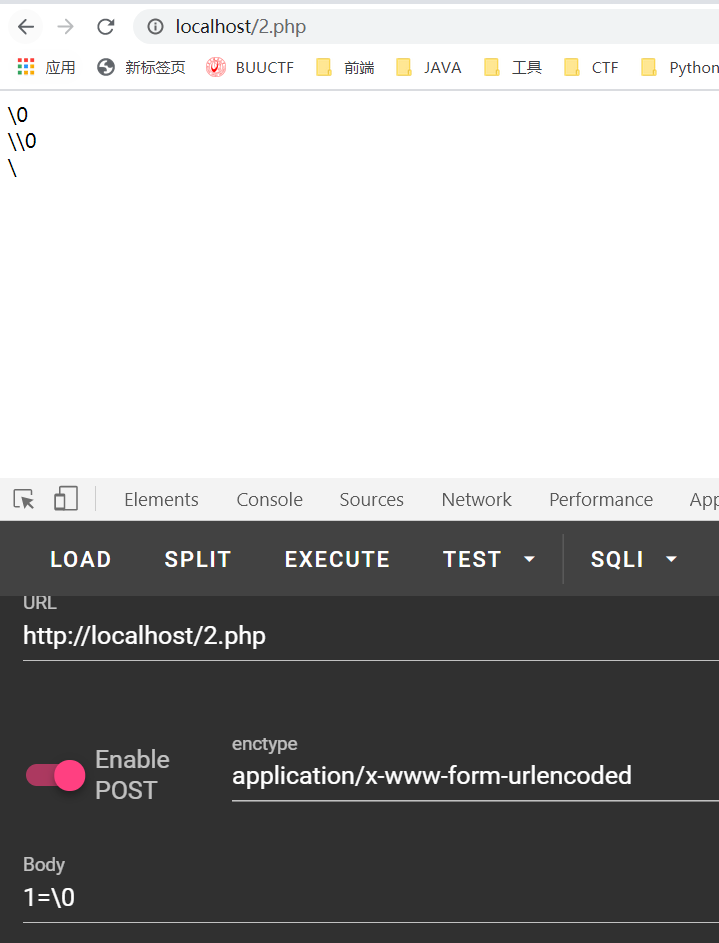 localhost/2.php
应用 新标签页 BUUCTF 前端 JAVA 工具 CTF Python
\0
\\0
\
Elements Console Sources Network Performance App
LOAD SPLIT EXECUTE TEST SQLI
URL
http://localhost/2.php
Enable
POST
enctype
application/x-www-form-urlencoded
Body
1=\0